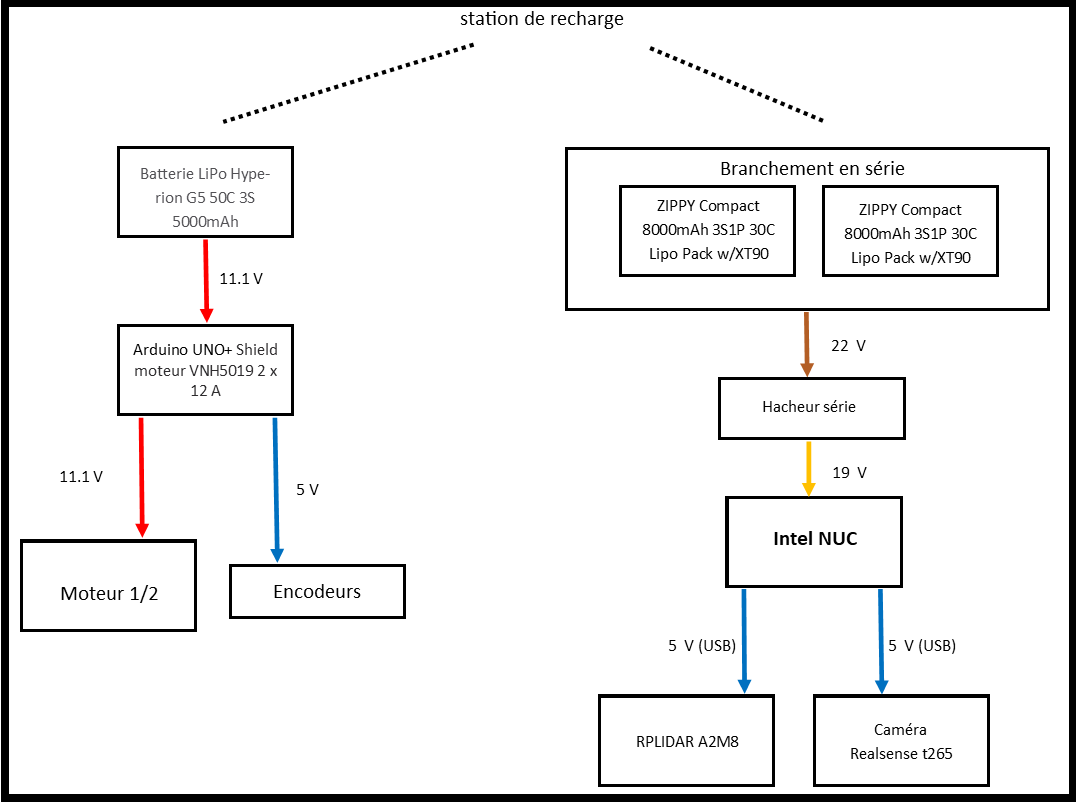 station de recharge
Batterie LiPo Hype-
rion G5 50C 3S
5000mAh
11.1 V
Arduino UNO+ Shield
moteur VNH5019 2 x
12 A
11.1 V
5 V
Moteur 1/2
Encodeurs
Branchement en série
ZIPPY Compact
8000mAh 3S1P 30C
Lipo Pack w/XT90
ZIPPY Compact
8000mAh 3S1P 30C
Lipo Pack w/XT90
22 V
Hacheur série
19 V
Intel NUC
5 V (USB)
5 V (USB)
RPLIDAR A2M8
Caméra
Realsense t265